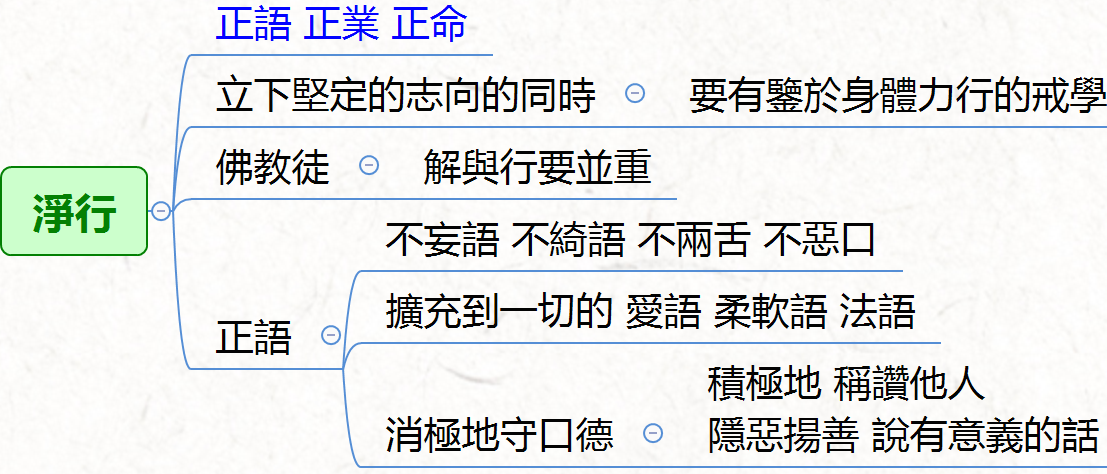 正語 正業 正命
立下堅定的志向的同時
要有鑒於身體力行的戒學
佛教徒
解與行要並重
淨行
不妄語 不綺語 不兩舌 不惡口
擴充到一切的 愛語 柔軟語 法語
正語
積極地 稱讚他人
消極地守口德
隱惡揚善 說有意義的話